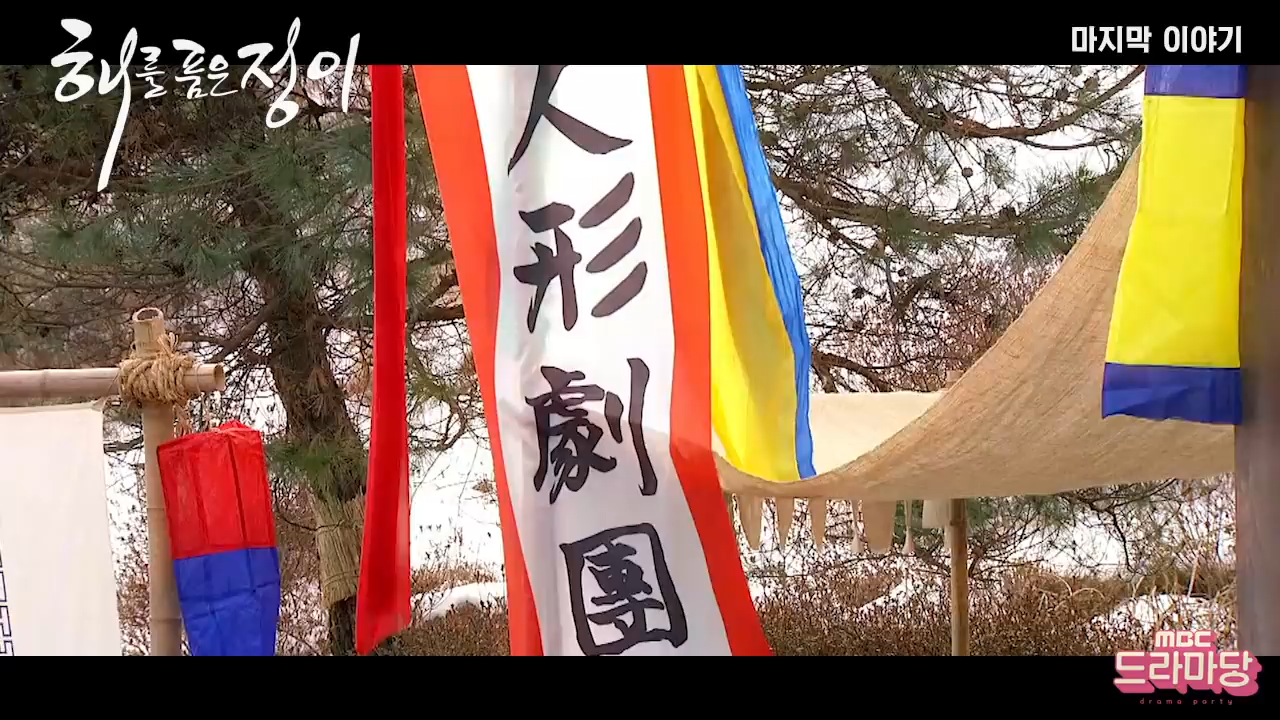 해를 품은 정이
마지막 이야기
人形劇團
MBC
드라마당
drama party